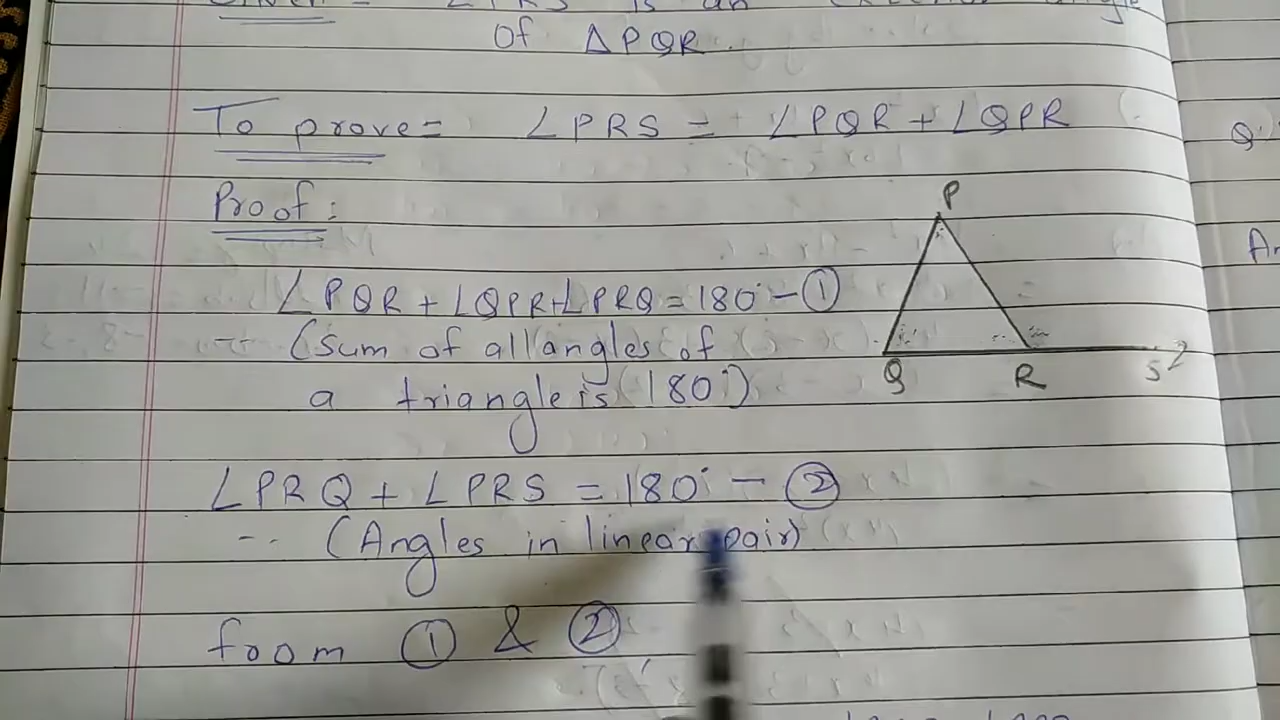 Of ΔPQR.
To prove = ∠PRS = ∠PQR + ∠QPR
Proof :
P
∠PQR + ∠QPR + ∠PRQ = 180° - ①
(Sum of all angles of
a triangle is 180°)
Q R S
∠PRQ + ∠PRS = 180° - ②
-- (Angles in linear pair)
from ① & ②